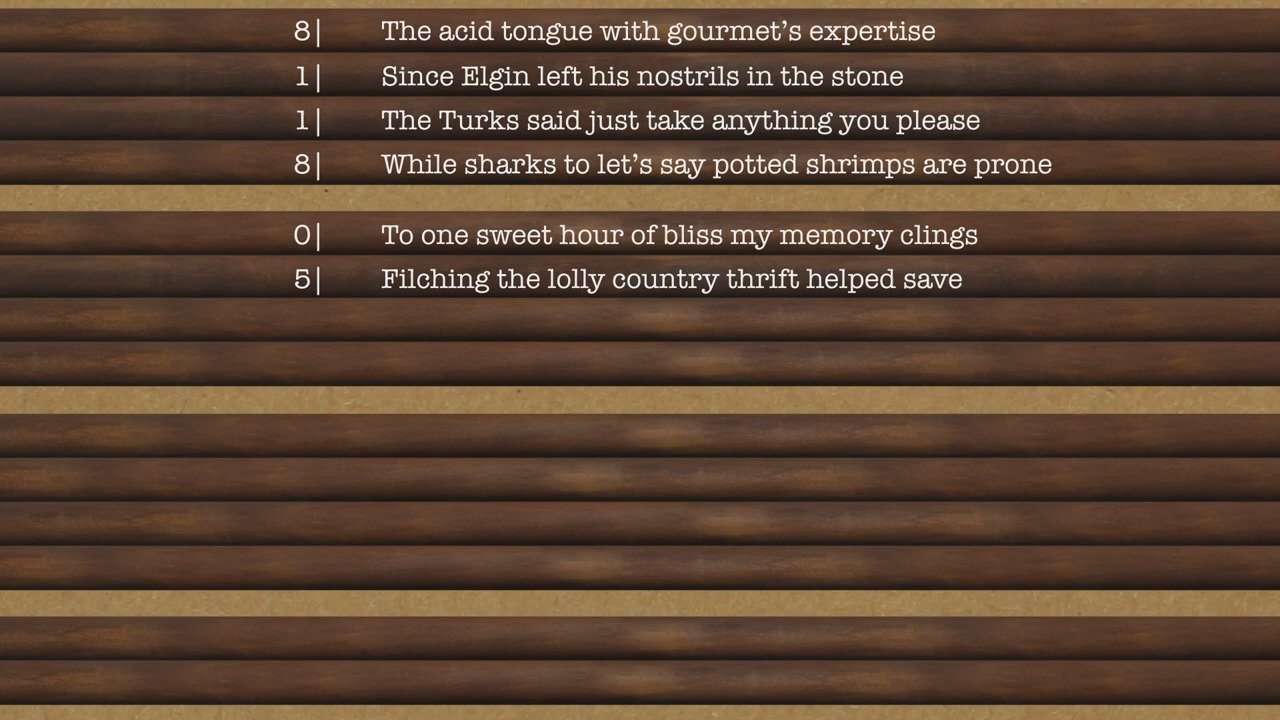 8| The acid tongue with gourmet’s expertise
1| Since Elgin left his nostrils in the stone
1| The Turks said just take anything you please
8| While sharks to let’s say potted shrimps are prone
0| To one sweet hour of bliss my memory clings
5| Filching the lolly country thrift helped save